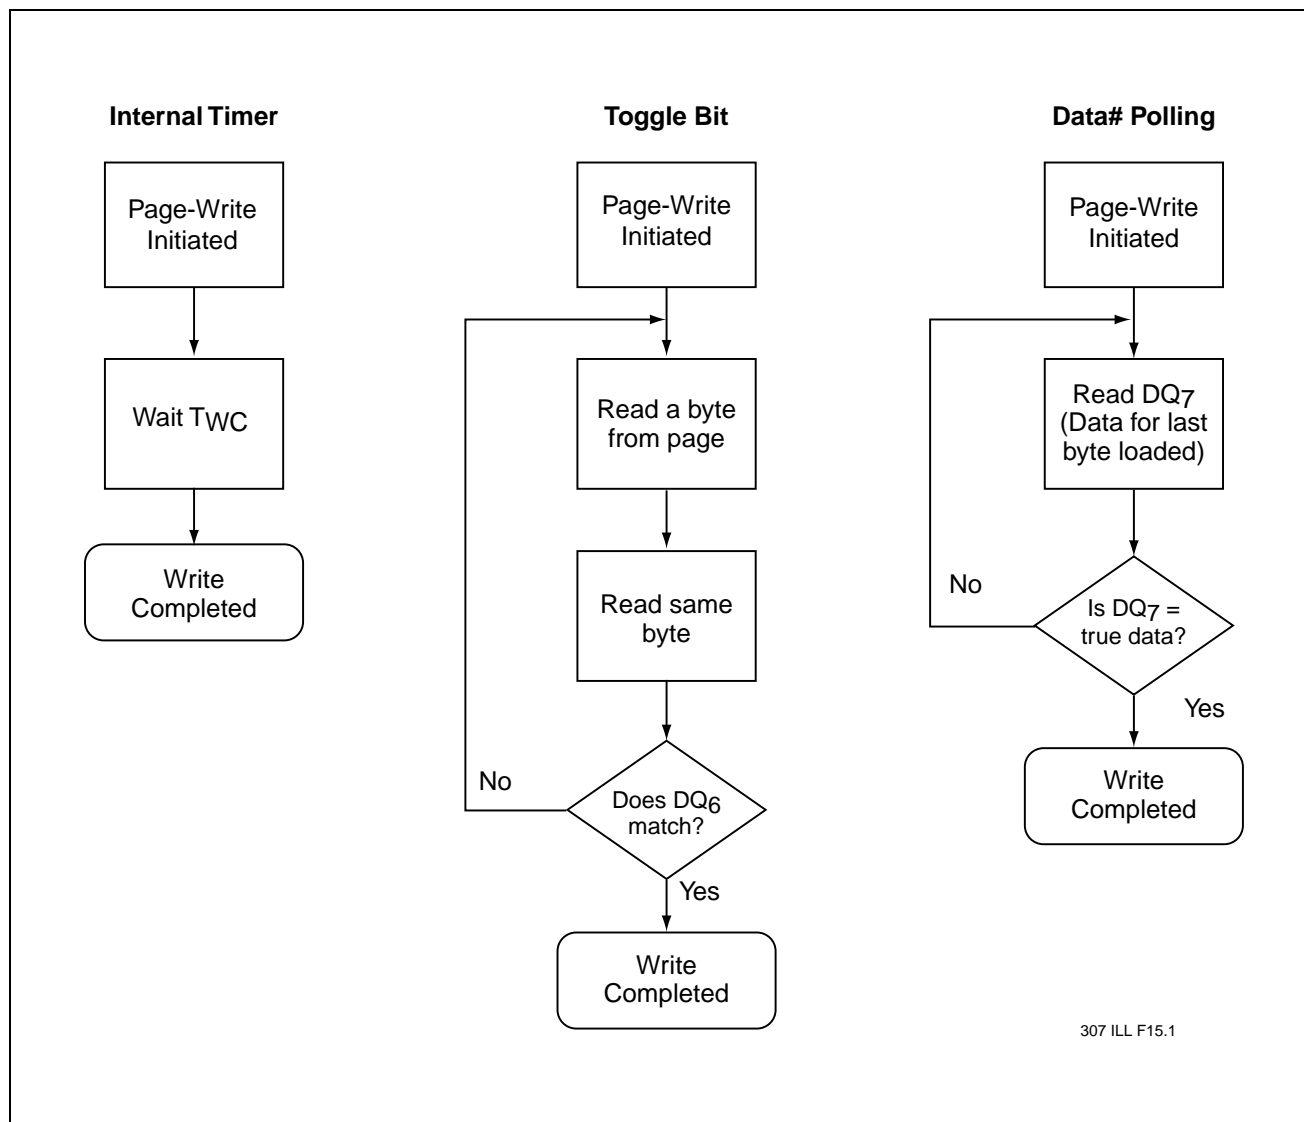 Internal Timer
Page-Write
Initiated
Wait TWC
Write
Completed
Toggle Bit
Page-Write
Initiated
Read a byte
from page
Read same
byte
No
Does DQ6
match?
Yes
Write
Completed
Data# Polling
Page-Write
Initiated
Read DQ7
(Data for last
byte loaded)
No
Is DQ7 =
true data?
Yes
Write
Completed
307 ILL F15.1